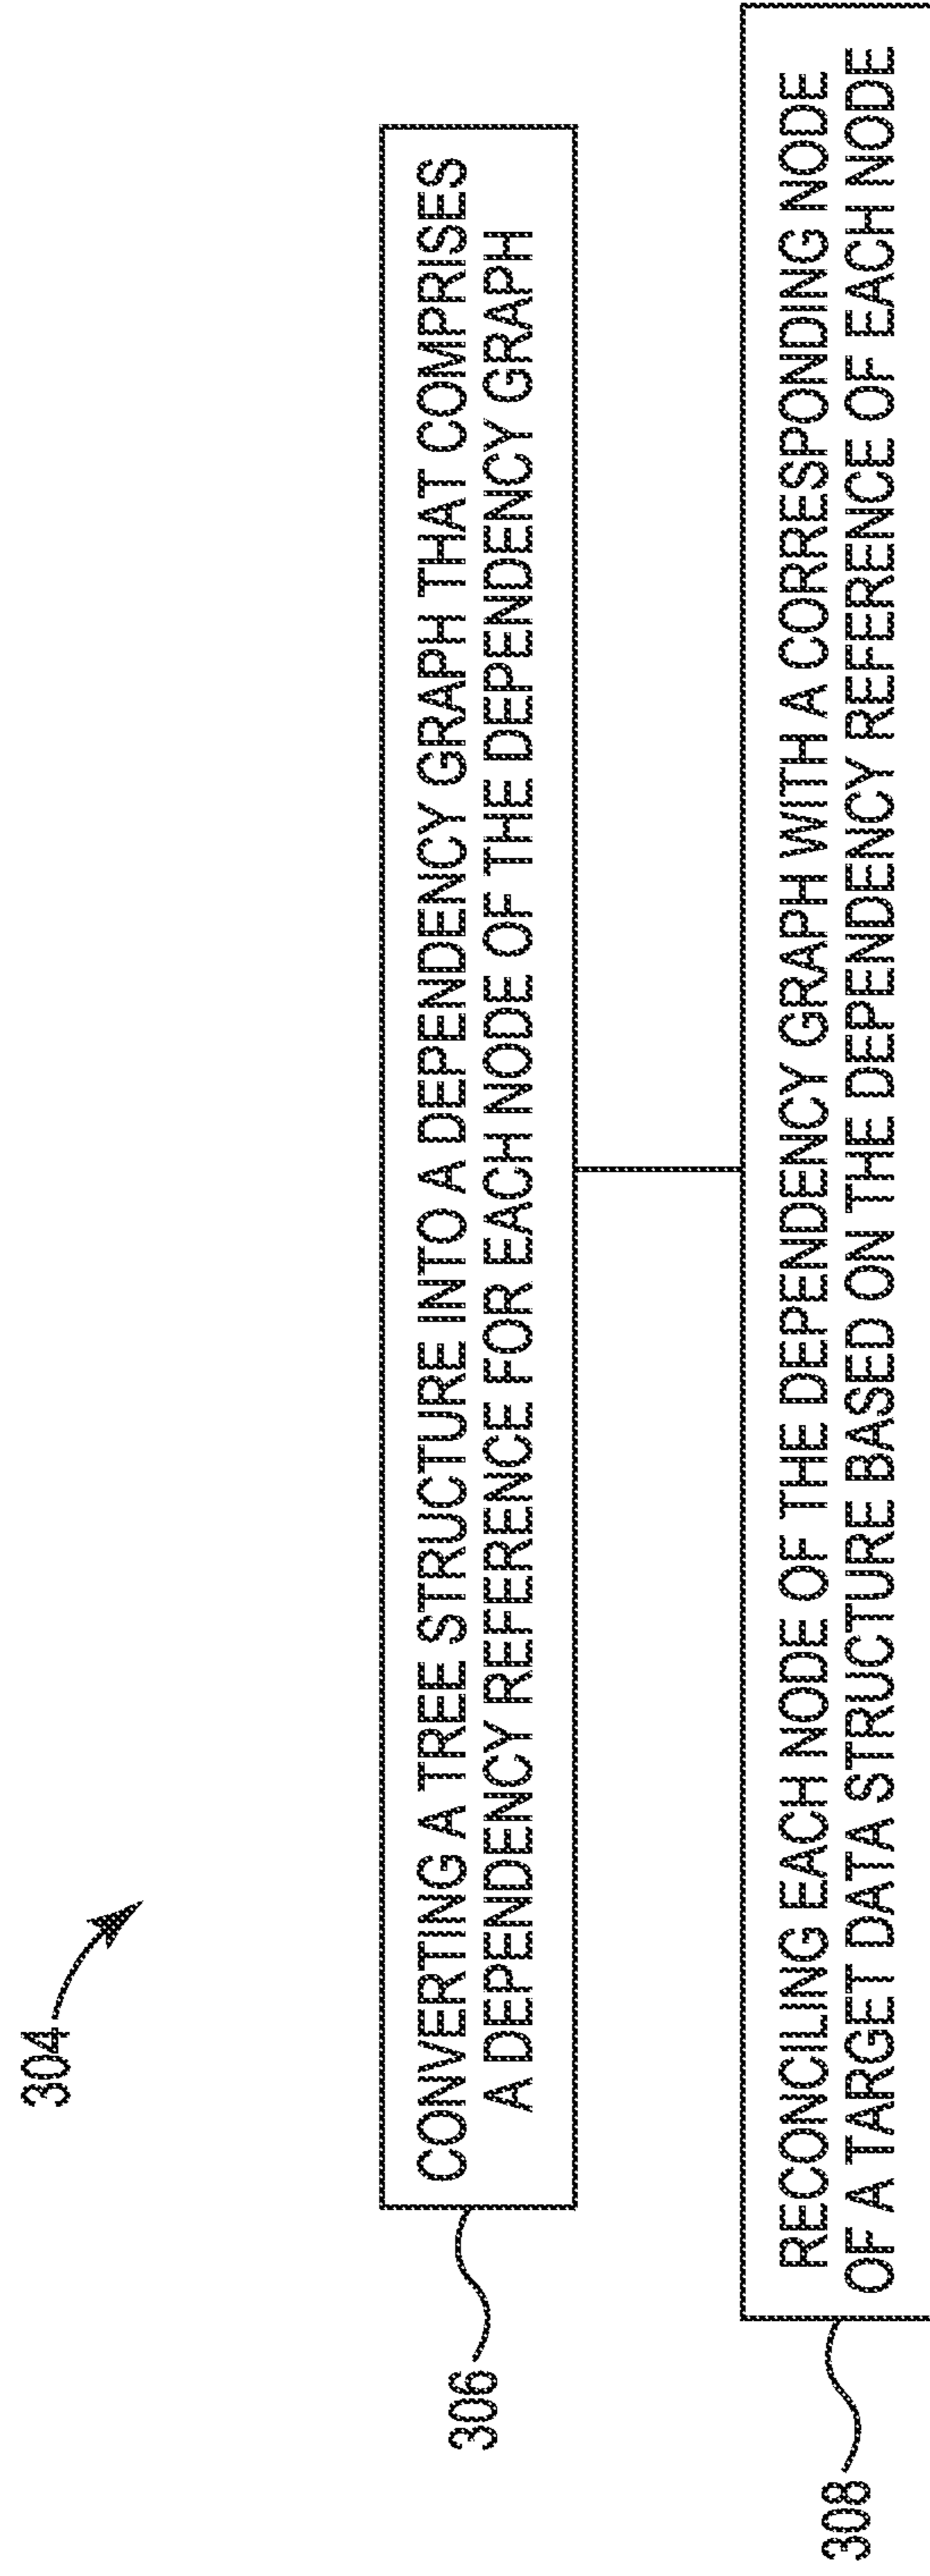 304
306
CONVERTING A TREE STRUCTURE INTO A DEPENDENCY GRAPH THAT COMPRISES
A DEPENDENCY REFERENCE FOR EACH NODE OF THE DEPENDENCY GRAPH
308
RECONCILING EACH NODE OF THE DEPENDENCY GRAPH WITH A CORRESPONDING NODE
OF A TARGET DATA STRUCTURE BASED ON THE DEPENDENCY REFERENCE OF EACH NODE